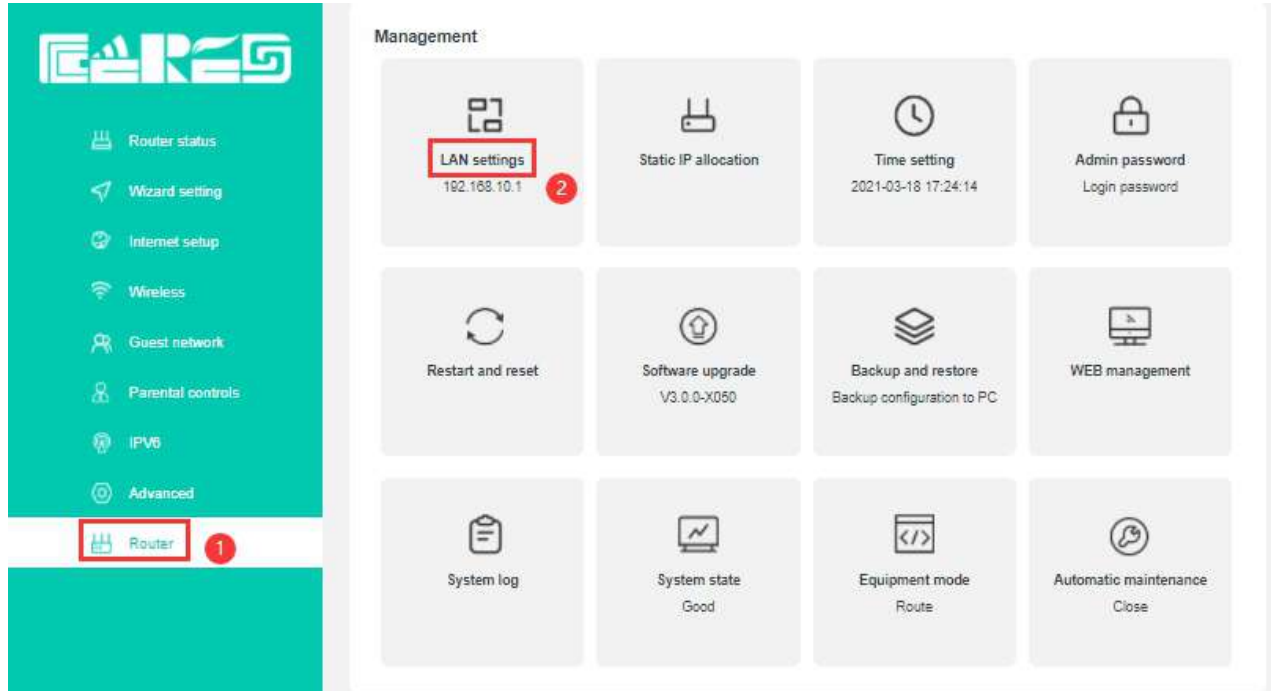 Management
Router status
Wizard setting
Internet setup
Wireless
Guest network
Parental controls
IPV6
Advanced
Router
1
LAN settings
192.168.10.1
2
Static IP allocation
Time setting
2021-03-18 17:24:14
Admin password
Login password
Restart and reset
Software upgrade
V3.0.0-X050
Backup and restore
Backup configuration to PC
WEB management
System log
System state
Good
Equipment mode
Route
Automatic maintenance
Close